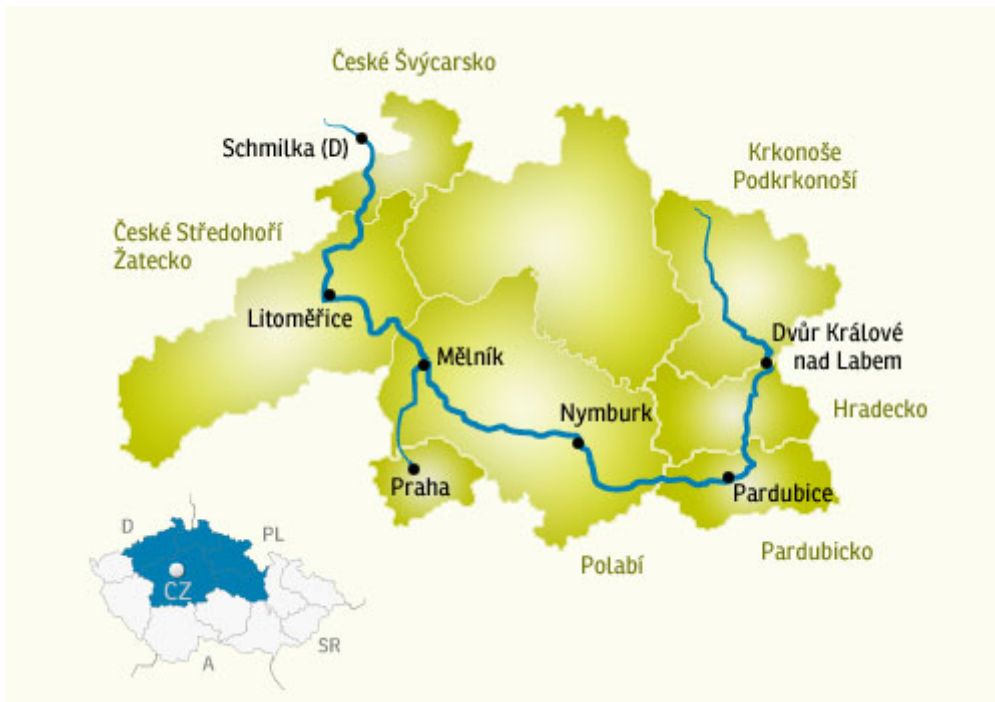 České Švýcarsko
Schmilka (D)
Krkonoše
Podkrkonoší
České Středohoří
Žatecko
Litoměřice
Dvůr Králové
nad Labem
Mělník
Nymburk
Hradecko
Praha
Pardubice
Pardubicko
Polabí
D
PL
CZ
SR
A